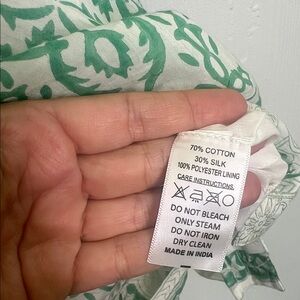 70% COTTON
30% SILK
100% POLYESTER LINING
CARE INSTRUCTIONS
DO NOT BLEACH
ONLY STEAM
DO NOT IRON
DRY CLEAN
MADE IN INDIA